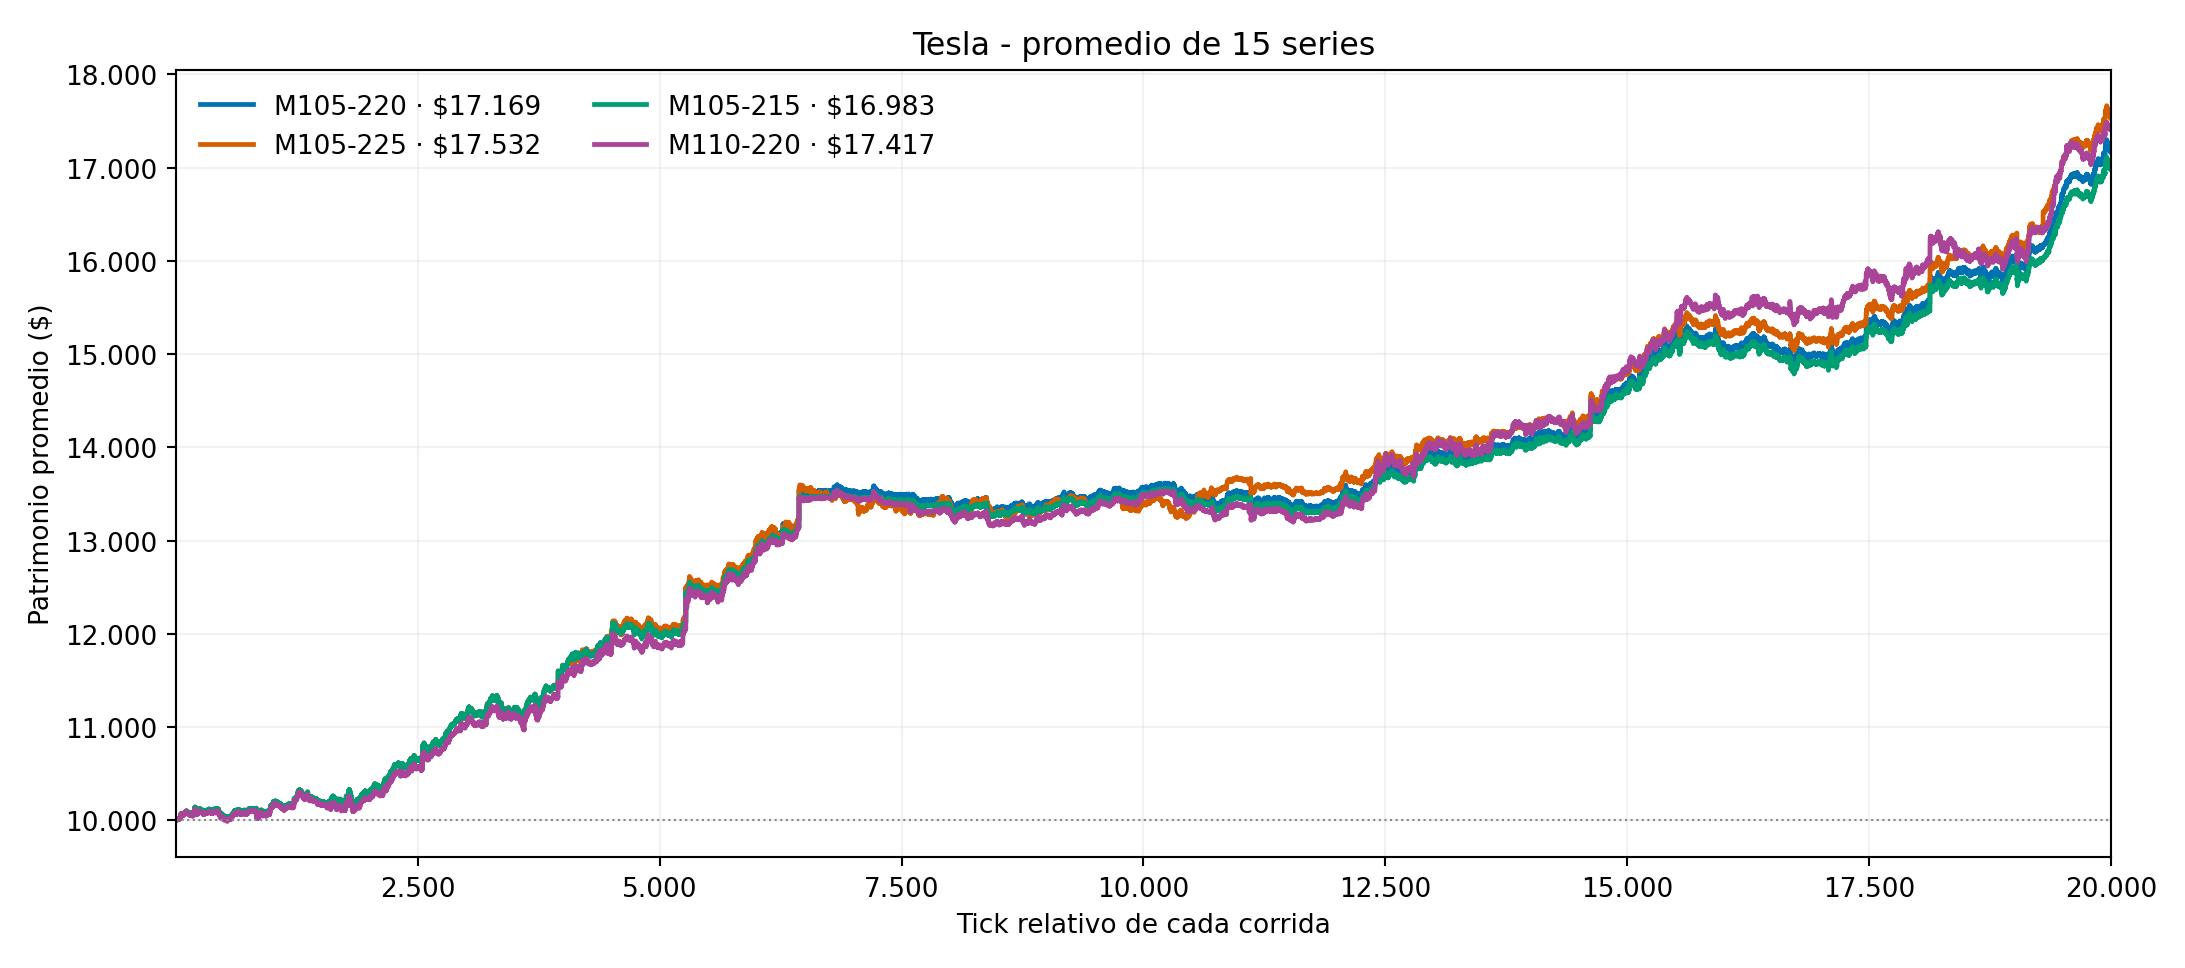 Tesla - promedio de 15 series
M105-220 · $17.169
M105-225 · $17.532
M105-215 · $16.983
M110-220 · $17.417
Patrimonio promedio ($)
18.000
17.000
16.000
15.000
14.000
13.000
12.000
11.000
10.000
2.500
5.000
7.500
10.000
12.500
15.000
17.500
20.000
Tick relativo de cada corrida